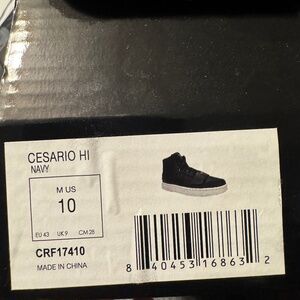 CESARIO HI
NAVY
M US
10
EU 43 UK 9 CM 28
CRF17410
MADE IN CHINA
8 40453 16863 2